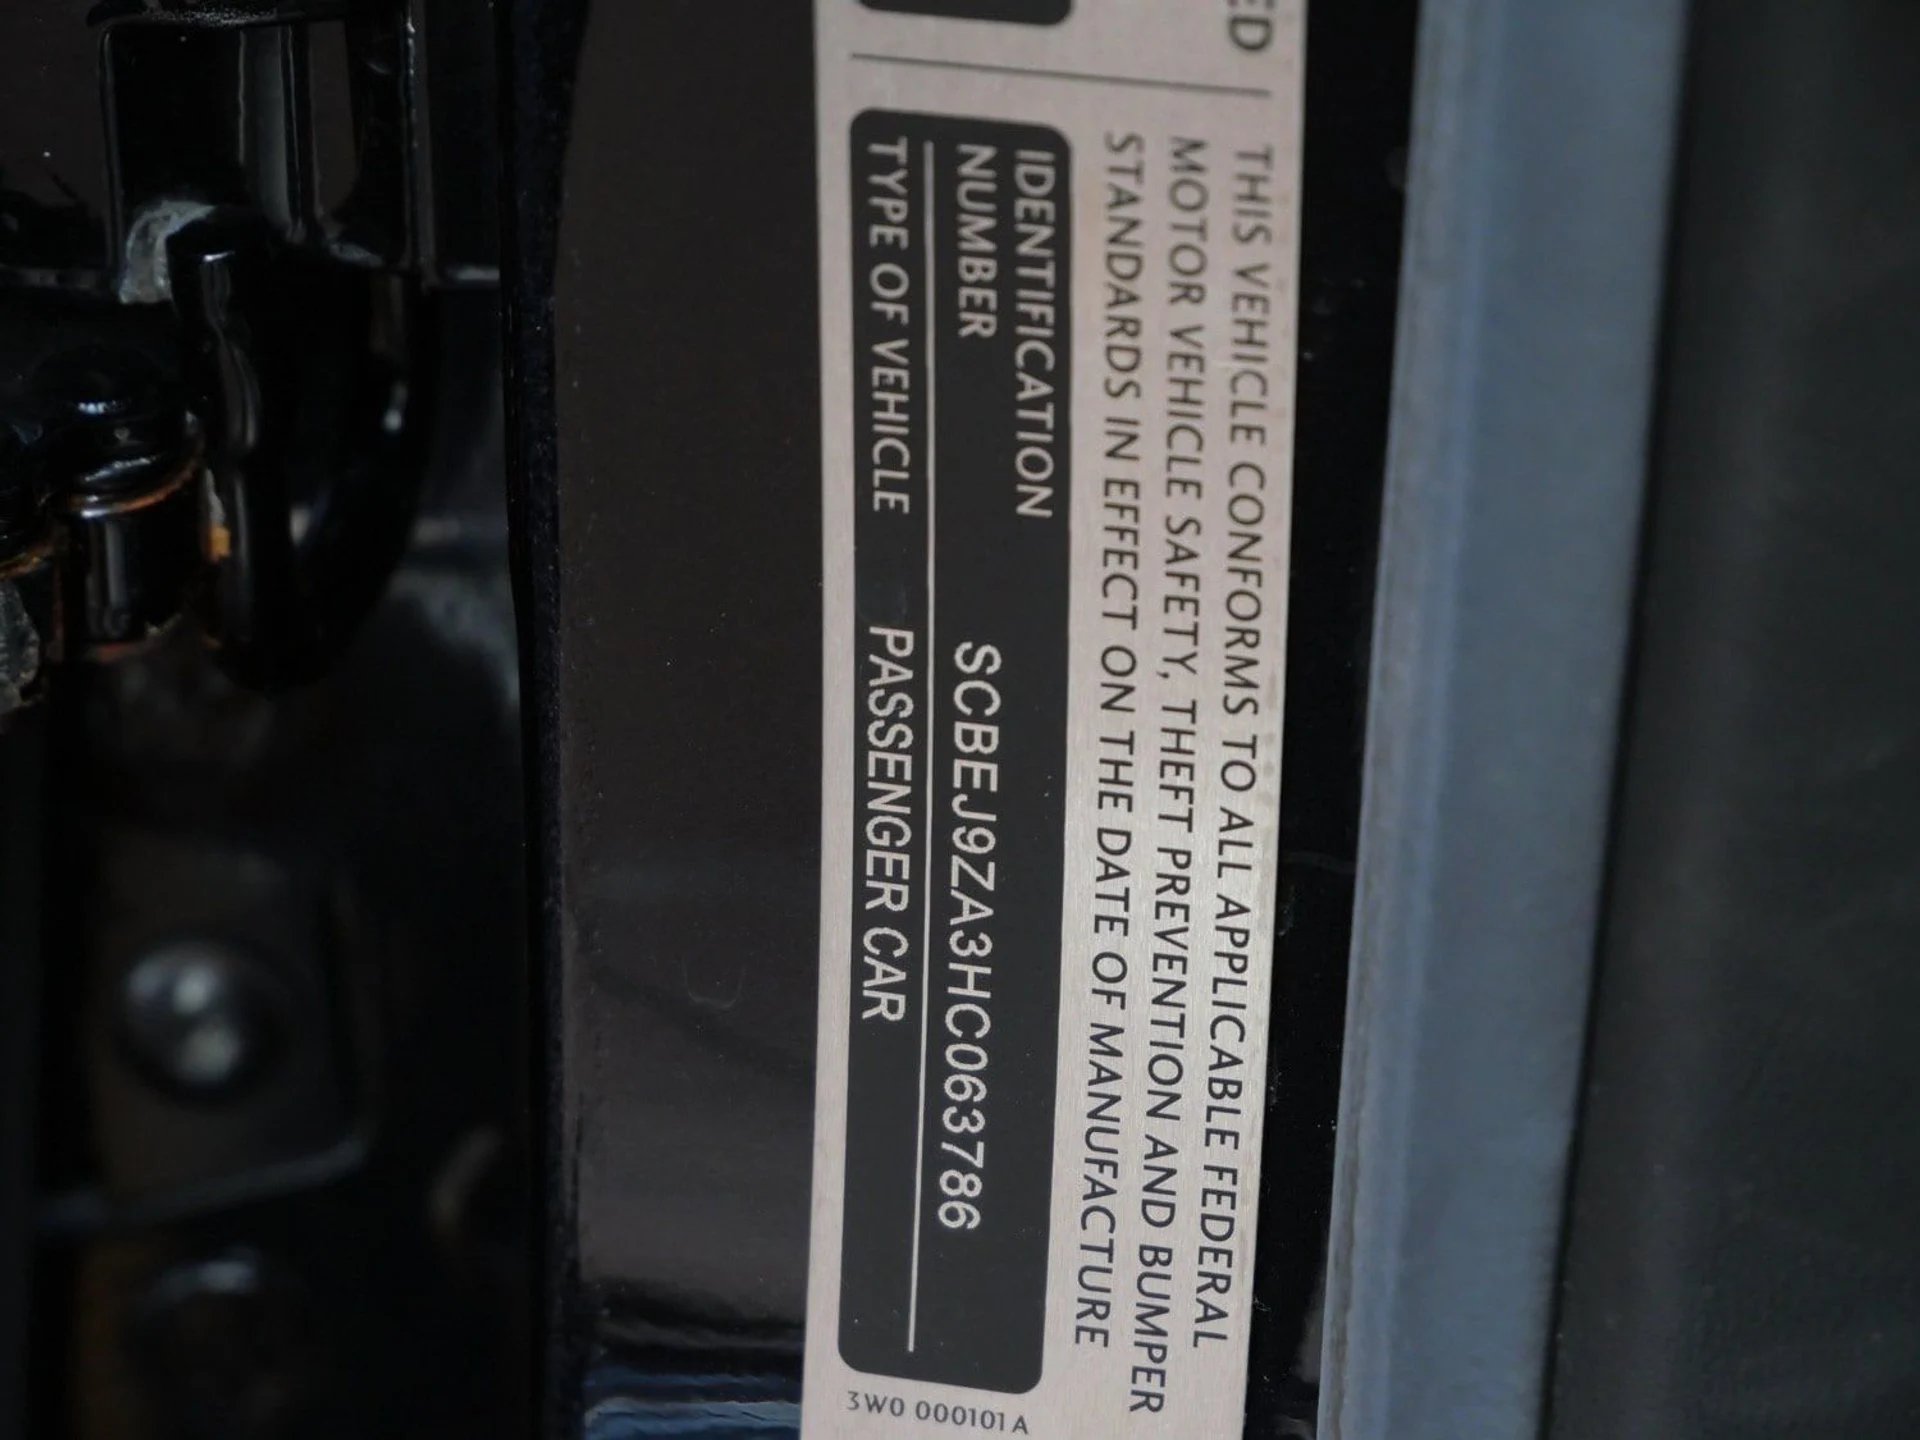 ED
THIS VEHICLE CONFORMS TO ALL APPLICABLE FEDERAL
MOTOR VEHICLE SAFETY, THEFT PREVENTION AND BUMPER
STANDARDS IN EFFECT ON THE DATE OF MANUFACTURE
IDENTIFICATION
NUMBER SCBEJ9ZA3HC063786
TYPE OF VEHICLE PASSENGER CAR
3W0 000101 A